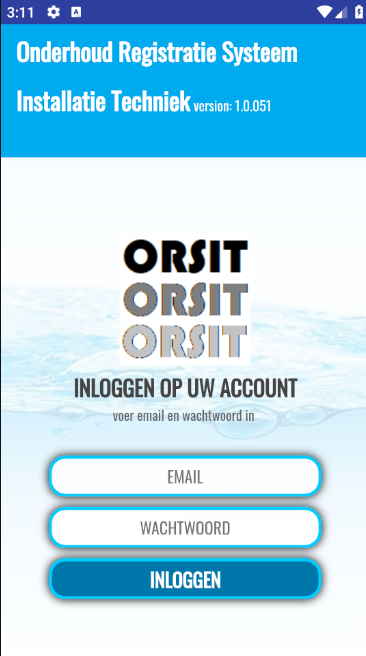 3:11
Onderhoud Registratie Systeem
Installatie Techniek version: 1.0.051
ORSIT
ORSIT
ORSIT
INLOGGEN OP UW ACCOUNT
voer email en wachtwoord in
EMAIL
WACHTWOORD
INLOGGEN